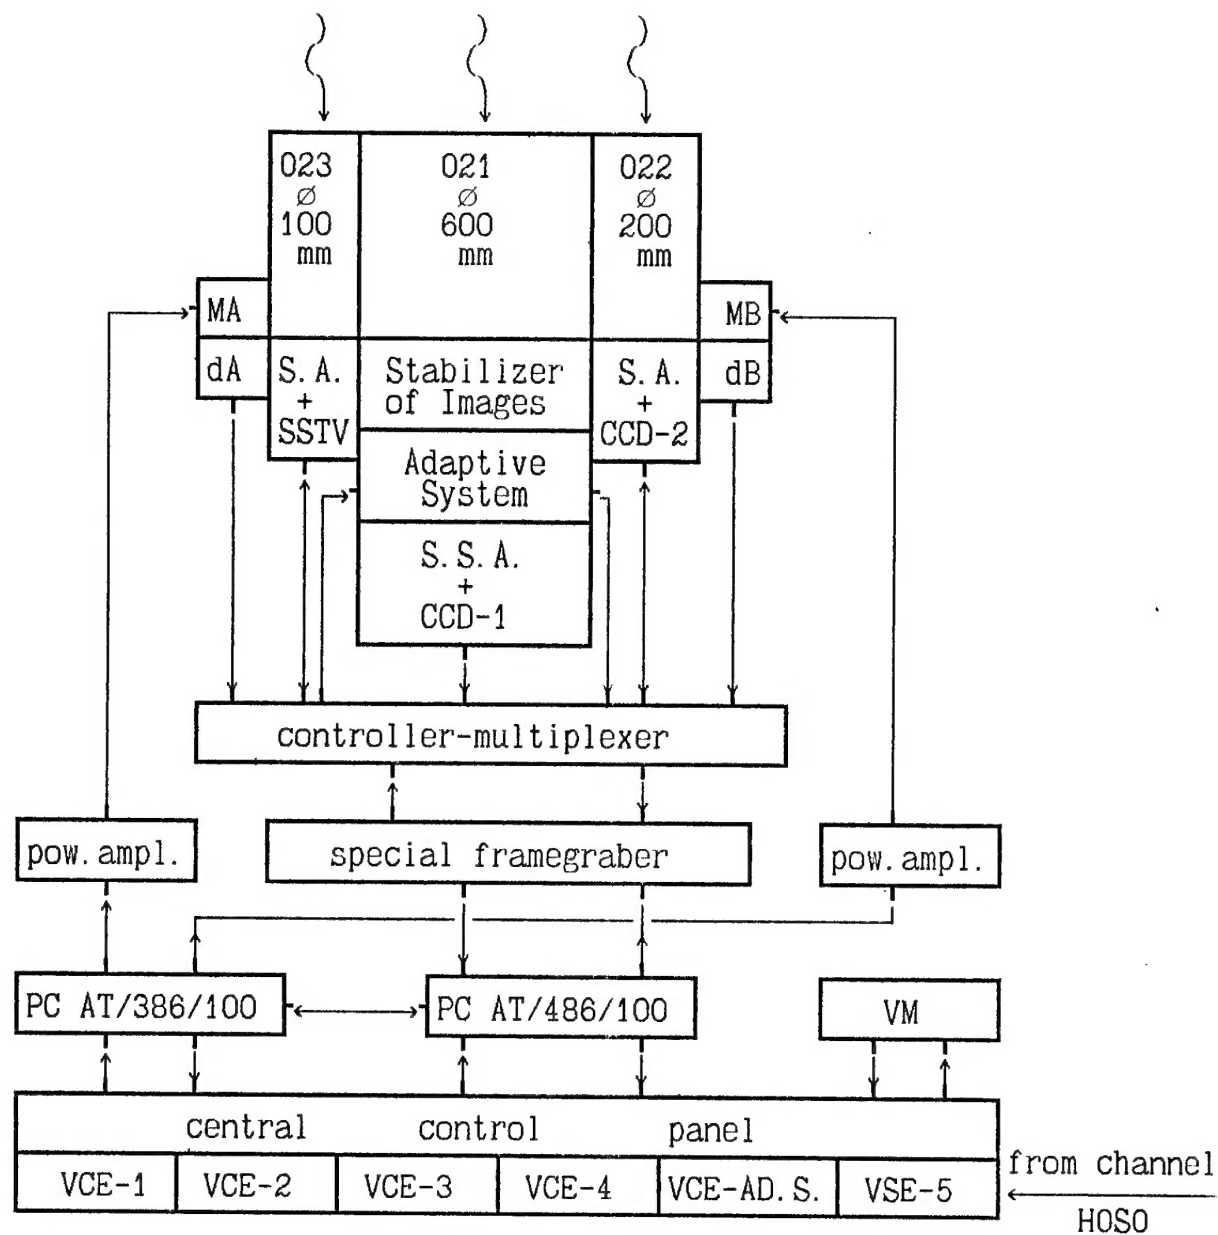 023
Ø
100
mm
021
Ø
600
mm
022
Ø
200
mm
MA
dA
MB
dB
S.A.
+
SSTV
Stabilizer
of Images
S.A.
+
CCD-2
Adaptive
System
S.S.A.
+
CCD-1
controller-multiplexer
pow.ampl.
special framegraber
pow.ampl.
PC AT/386/100
PC AT/486/100
VM
central control panel
VCE-1
VCE-2
VCE-3
VCE-4
VCE-AD.S.
VSE-5
from channel
HOSO